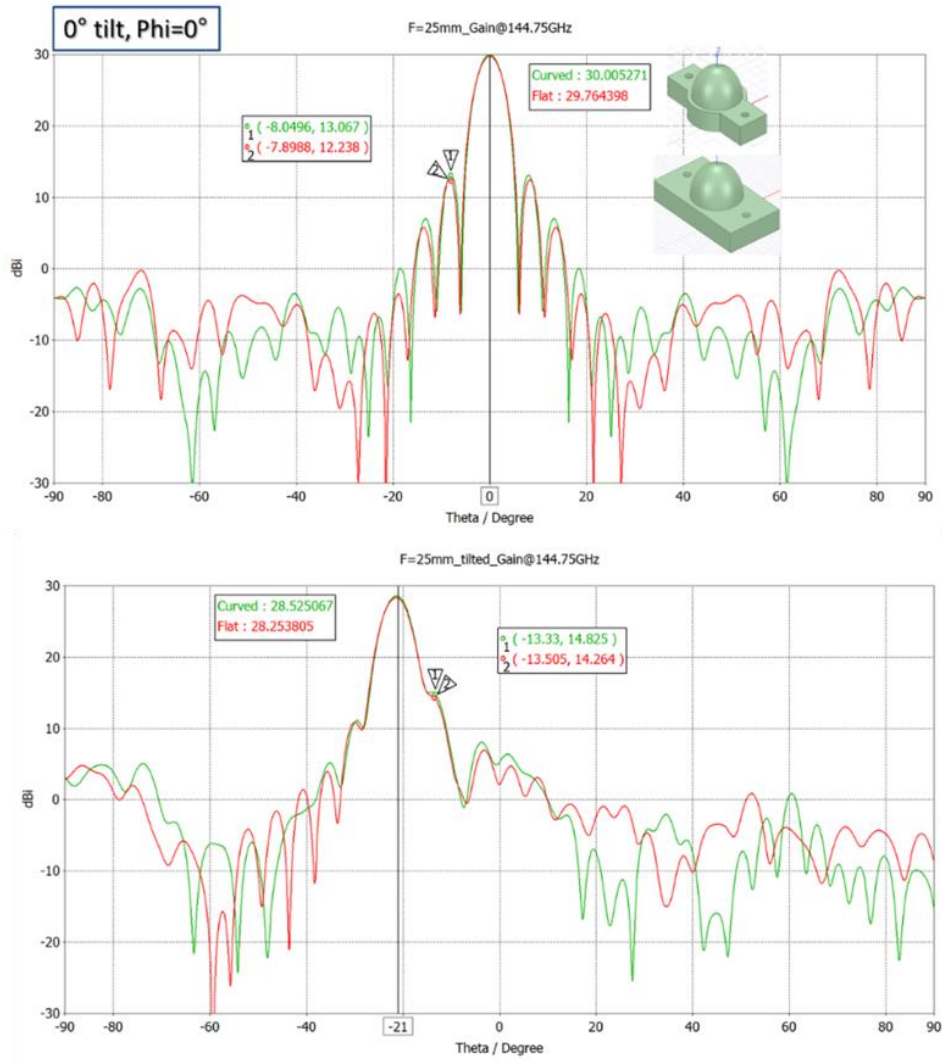 0° tilt, Phi=0°
F=25mm_Gain@144.75GHz
Curved : 30.005271
Flat : 29.764398
1 ( -8.0496, 13.067 )
2 ( -7.8988, 12.238 )
1
2
30
20
10
0
-10
-20
-30
dBi
-90 -80 -60 -40 -20 0 20 40 60 80 90
Theta / Degree
F=25mm_tilted_Gain@144.75GHz
Curved : 28.525067
Flat : 28.253805
1 ( -13.33, 14.825 )
2 ( -13.505, 14.264 )
1
2
30
20
10
0
-10
-20
-30
dBi
-90 -80 -60 -40 -21 0 20 40 60 80 90
Theta / Degree